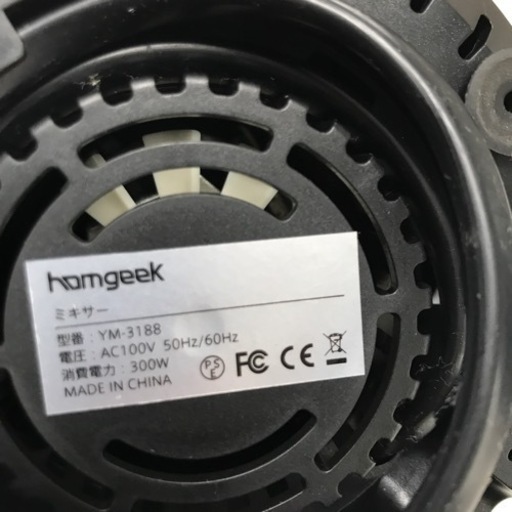 homgeek
ミキサー
型番：YM-3188
電圧：AC100V 50Hz/60Hz
消費電力：300W
MADE IN CHINA
PSE FC CE